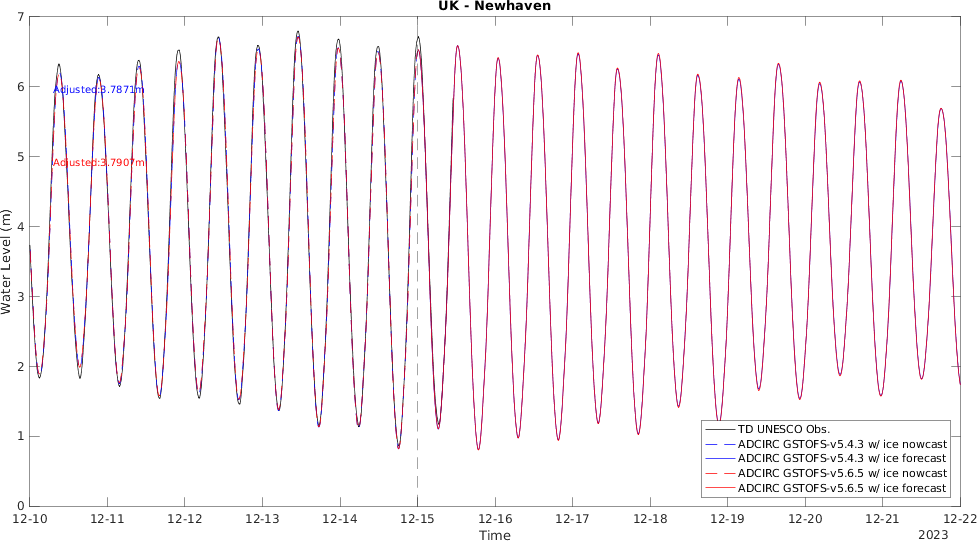 UK - Newhaven
7
6
5
4
3
2
1
0
Water Level (m)
Adjusted:3.7871m
Adjusted:3.7907m
TD UNESCO Obs.
ADCIRC GSTOFS-v5.4.3 w/ ice nowcast
ADCIRC GSTOFS-v5.4.3 w/ ice forecast
ADCIRC GSTOFS-v5.6.5 w/ ice nowcast
ADCIRC GSTOFS-v5.6.5 w/ ice forecast
12-10 12-11 12-12 12-13 12-14 12-15 12-16 12-17 12-18 12-19 12-20 12-21 12-22
Time
2023